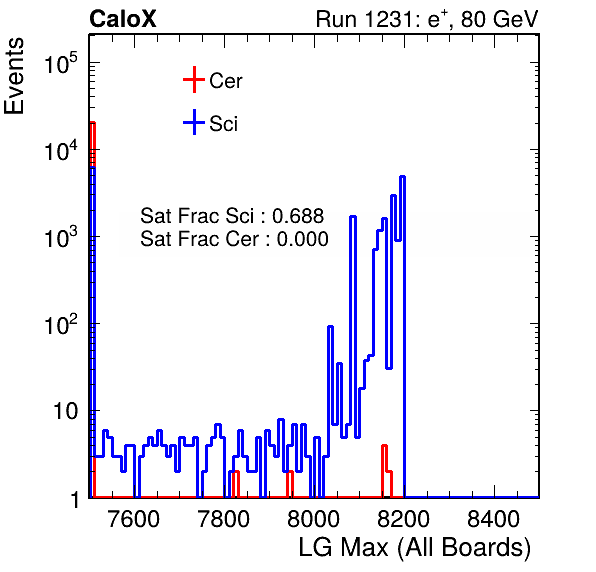 CaloX Run 1231: e⁺, 80 GeV
Events
Cer
Sci
Sat Frac Sci : 0.688
Sat Frac Cer : 0.000
10⁵
10⁴
10³
10²
10
1
7600 7800 8000 8200 8400
LG Max (All Boards)